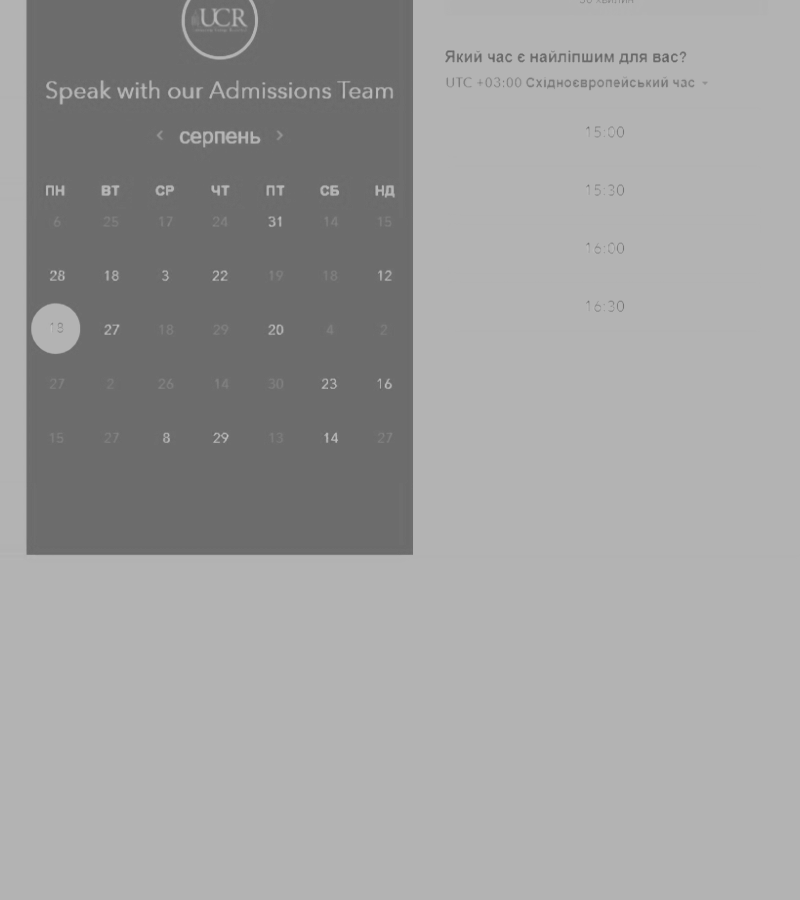 UCR
Speak with our Admissions Team
серпень
ПН ВТ СР ЧТ ПТ СБ НД
6 25 17 24 31 14 15
28 18 3 22 19 18 12
18 27 18 29 20 4 2
27 2 26 14 30 23 16
15 27 8 29 13 14 27
Який час є найліпшим для вас?
UTC +03:00 Східноєвропейський час
15:00
15:30
16:00
16:30